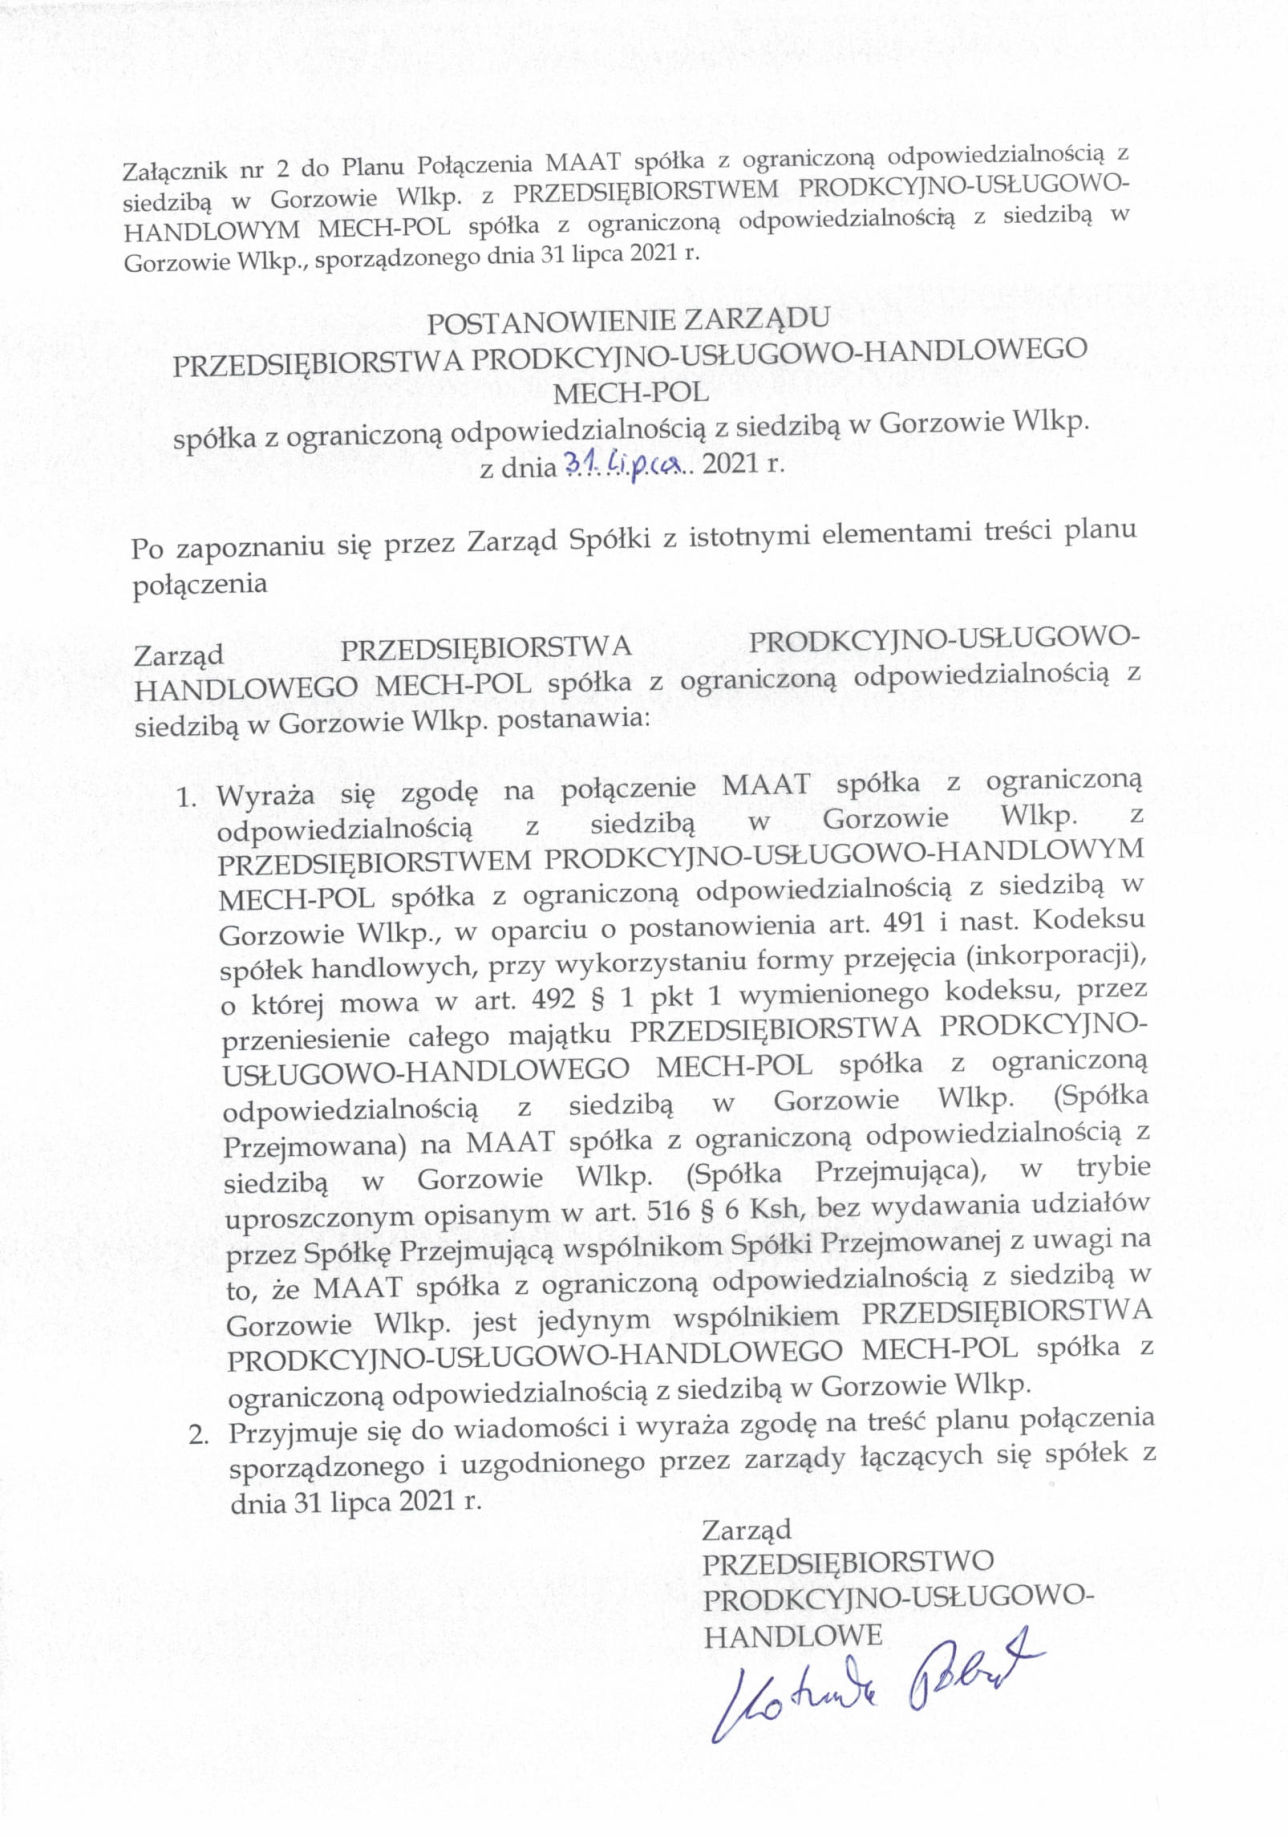 Załącznik nr 2 do Planu Połączenia MAAT spółka z ograniczoną odpowiedzialnością z
siedzibą w Gorzowie Wlkp. z PRZEDSIĘBIORSTWEM PRODKCYJNO-USŁUGOWO-
HANDLOWYM MECH-POL spółka z ograniczoną odpowiedzialnością z siedzibą w
Gorzowie Wlkp., sporządzonego dnia 31 lipca 2021 r.
POSTANOWIENIE ZARZĄDU
PRZEDSIĘBIORSTWA PRODKCYJNO-USŁUGOWO-HANDLOWEGO
MECH-POL
spółka z ograniczoną odpowiedzialnością z siedzibą w Gorzowie Wlkp.
z dnia 31. lipca.. 2021 r.
Po zapoznaniu się przez Zarząd Spółki z istotnymi elementami treści planu
połączenia
Zarząd PRZEDSIĘBIORSTWA PRODKCYJNO-USŁUGOWO-
HANDLOWEGO MECH-POL spółka z ograniczoną odpowiedzialnością z
siedzibą w Gorzowie Wlkp. postanawia:
1. Wyraża się zgodę na połączenie MAAT spółka z ograniczoną
odpowiedzialnością z siedzibą w Gorzowie Wlkp. z
PRZEDSIĘBIORSTWEM PRODKCYJNO-USŁUGOWO-HANDLOWYM
MECH-POL spółka z ograniczoną odpowiedzialnością z siedzibą w
Gorzowie Wlkp., w oparciu o postanowienia art. 491 i nast. Kodeksu
spółek handlowych, przy wykorzystaniu formy przejęcia (inkorporacji),
o której mowa w art. 492 § 1 pkt 1 wymienionego kodeksu, przez
przeniesienie całego majątku PRZEDSIĘBIORSTWA PRODKCYJNO-
USŁUGOWO-HANDLOWEGO MECH-POL spółka z ograniczoną
odpowiedzialnością z siedzibą w Gorzowie Wlkp. (Spółka
Przejmowana) na MAAT spółka z ograniczoną odpowiedzialnością z
siedzibą w Gorzowie Wlkp. (Spółka Przejmująca), w trybie
uproszczonym opisanym w art. 516 § 6 Ksh, bez wydawania udziałów
przez Spółkę Przejmującą wspólnikom Spółki Przejmowanej z uwagi na
to, że MAAT spółka z ograniczoną odpowiedzialnością z siedzibą w
Gorzowie Wlkp. jest jedynym wspólnikiem PRZEDSIĘBIORSTWA
PRODKCYJNO-USŁUGOWO-HANDLOWEGO MECH-POL spółka z
ograniczoną odpowiedzialnością z siedzibą w Gorzowie Wlkp.
2. Przyjmuje się do wiadomości i wyraża zgodę na treść planu połączenia
sporządzonego i uzgodnionego przez zarządy łączących się spółek z
dnia 31 lipca 2021 r.
Zarząd
PRZEDSIĘBIORSTWO
PRODKCYJNO-USŁUGOWO-
HANDLOWE